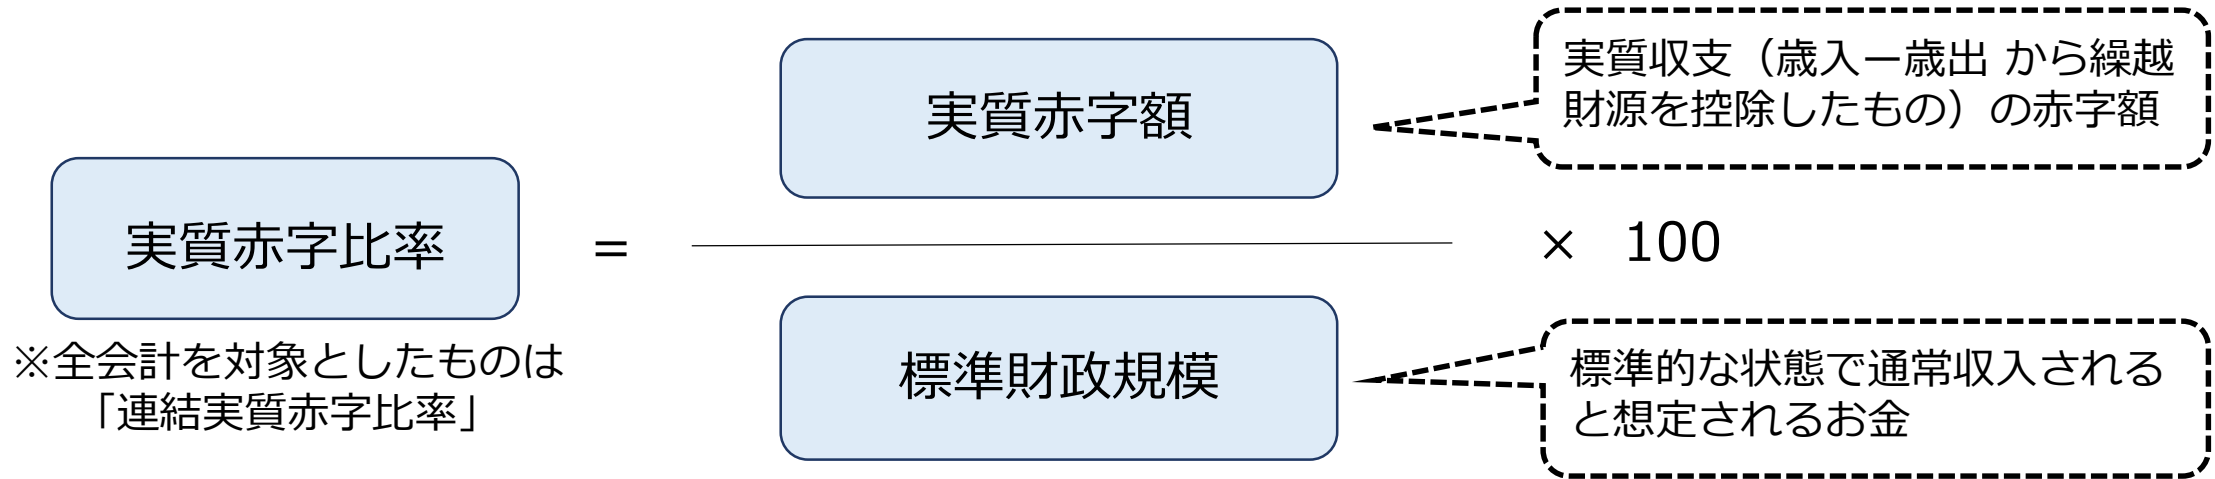 実質赤字額
実質収支（歳入ー歳出 から繰越
財源を控除したもの）の赤字額
実質赤字比率
=
× 100
※全会計を対象としたものは
「連結実質赤字比率」
標準財政規模
標準的な状態で通常収入される
と想定されるお金